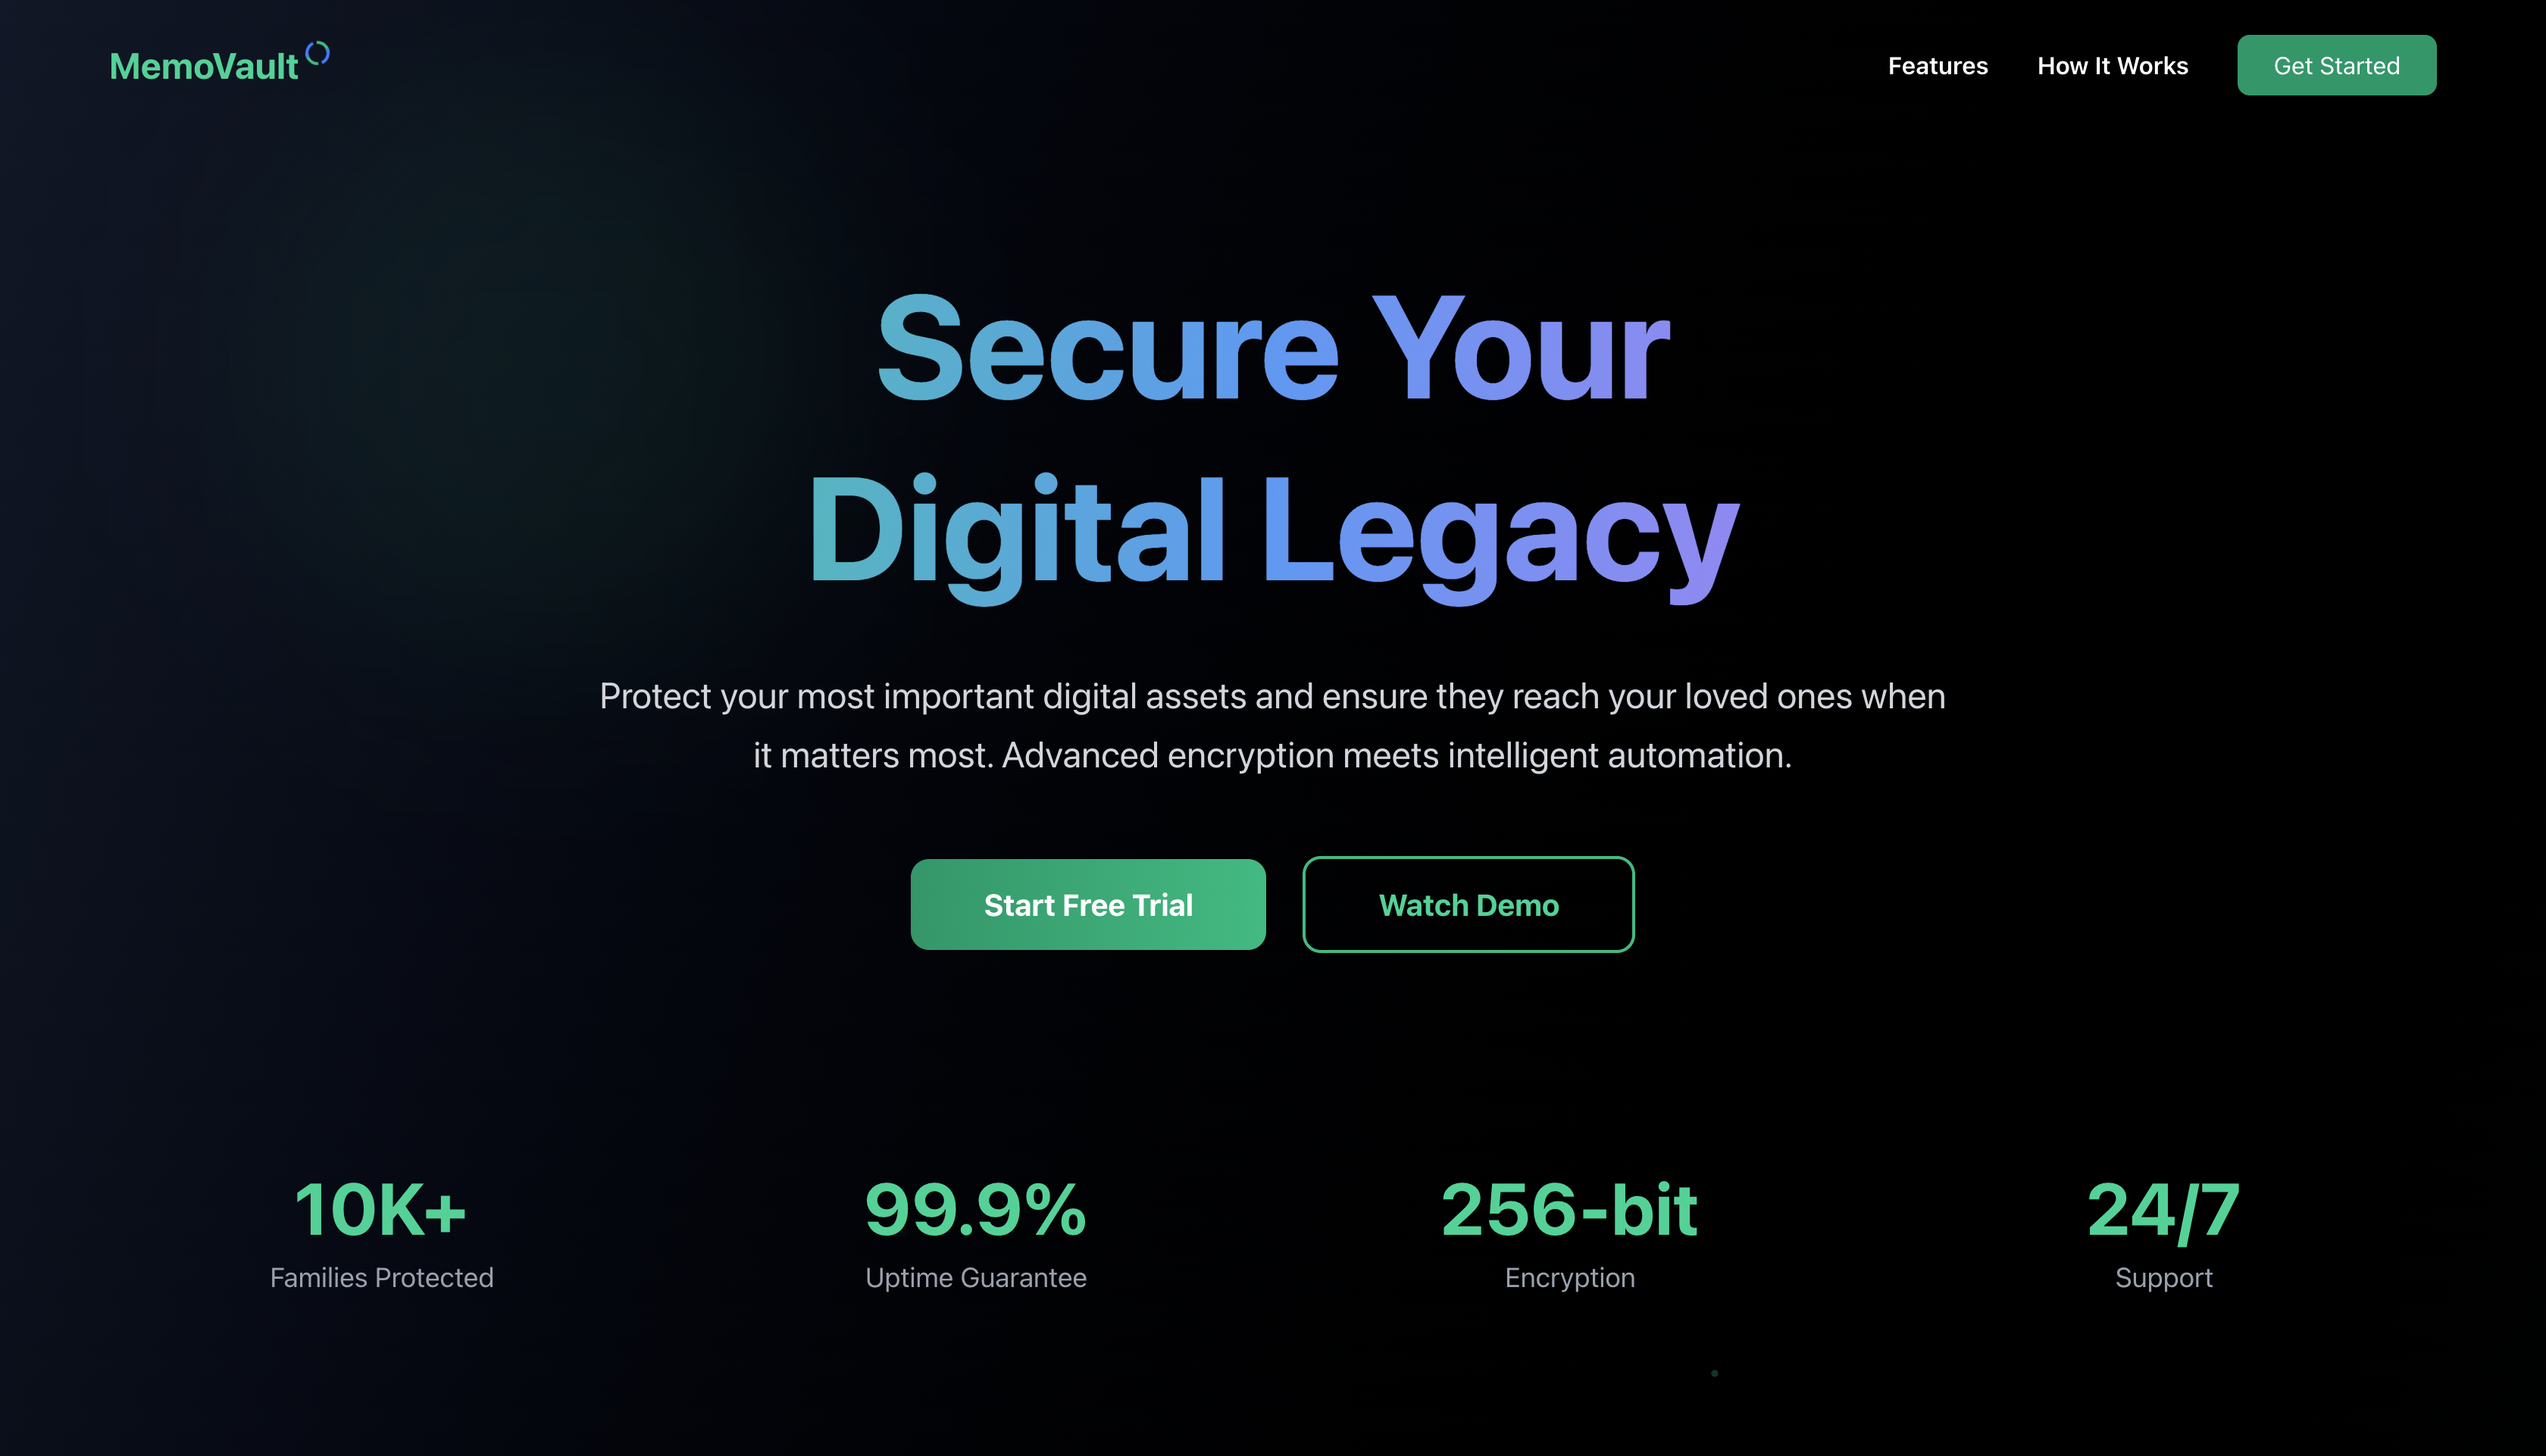 MemoVault
Features
How It Works
Get Started
Secure Your
Digital Legacy
Protect your most important digital assets and ensure they reach your loved ones when
it matters most. Advanced encryption meets intelligent automation.
Start Free Trial
Watch Demo
10K+
Families Protected
99.9%
Uptime Guarantee
256-bit
Encryption
24/7
Support